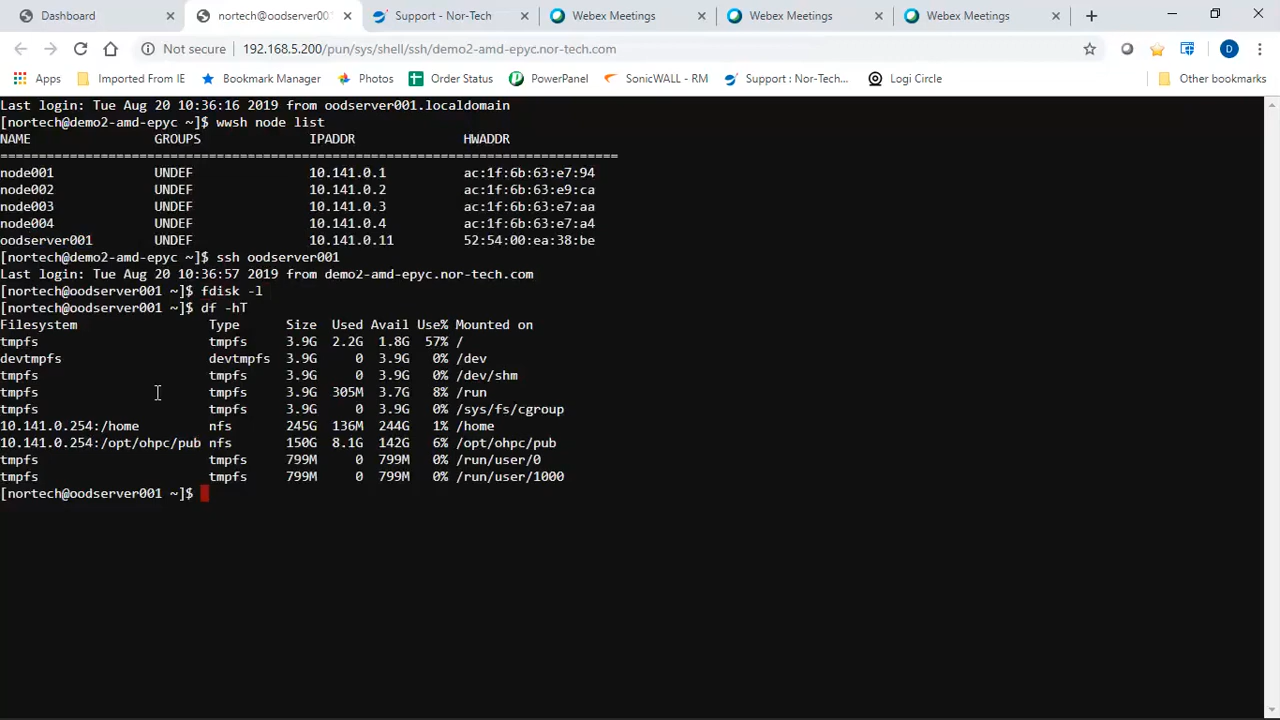 Dashboard
nortech@oodserver001
Support - Nor-Tech
Webex Meetings
Webex Meetings
Webex Meetings
Not secure
192.168.5.200/pun/sys/shell/ssh/demo2-amd-epyc.nor-tech.com
D
Apps
Imported From IE
Bookmark Manager
Photos
Order Status
PowerPanel
SonicWALL - RM
Support : Nor-Tech...
Logi Circle
Other bookmarks
Last login: Tue Aug 20 10:36:16 2019 from oodserver001.localdomain
[nortech@demo2-amd-epyc ~]$ wwsh node list
NAME GROUPS IPADDR HWADDR
================================================================================
node001 UNDEF 10.141.0.1 ac:1f:6b:63:e7:94
node002 UNDEF 10.141.0.2 ac:1f:6b:63:e9:ca
node003 UNDEF 10.141.0.3 ac:1f:6b:63:e7:aa
node004 UNDEF 10.141.0.4 ac:1f:6b:63:e7:a4
oodserver001 UNDEF 10.141.0.11 52:54:00:ea:38:be
[nortech@demo2-amd-epyc ~]$ ssh oodserver001
Last login: Tue Aug 20 10:36:57 2019 from demo2-amd-epyc.nor-tech.com
[nortech@oodserver001 ~]$ fdisk -l
[nortech@oodserver001 ~]$ df -hT
Filesystem Type Size Used Avail Use% Mounted on
tmpfs tmpfs 3.9G 2.2G 1.8G 57% /
devtmpfs devtmpfs 3.9G 0 3.9G 0% /dev
tmpfs tmpfs 3.9G 0 3.9G 0% /dev/shm
tmpfs tmpfs 3.9G 305M 3.7G 8% /run
tmpfs tmpfs 3.9G 0 3.9G 0% /sys/fs/cgroup
10.141.0.254:/home nfs 245G 136M 244G 1% /home
10.141.0.254:/opt/ohpc/pub nfs 150G 8.1G 142G 6% /opt/ohpc/pub
tmpfs tmpfs 799M 0 799M 0% /run/user/0
tmpfs tmpfs 799M 0 799M 0% /run/user/1000
[nortech@oodserver001 ~]$